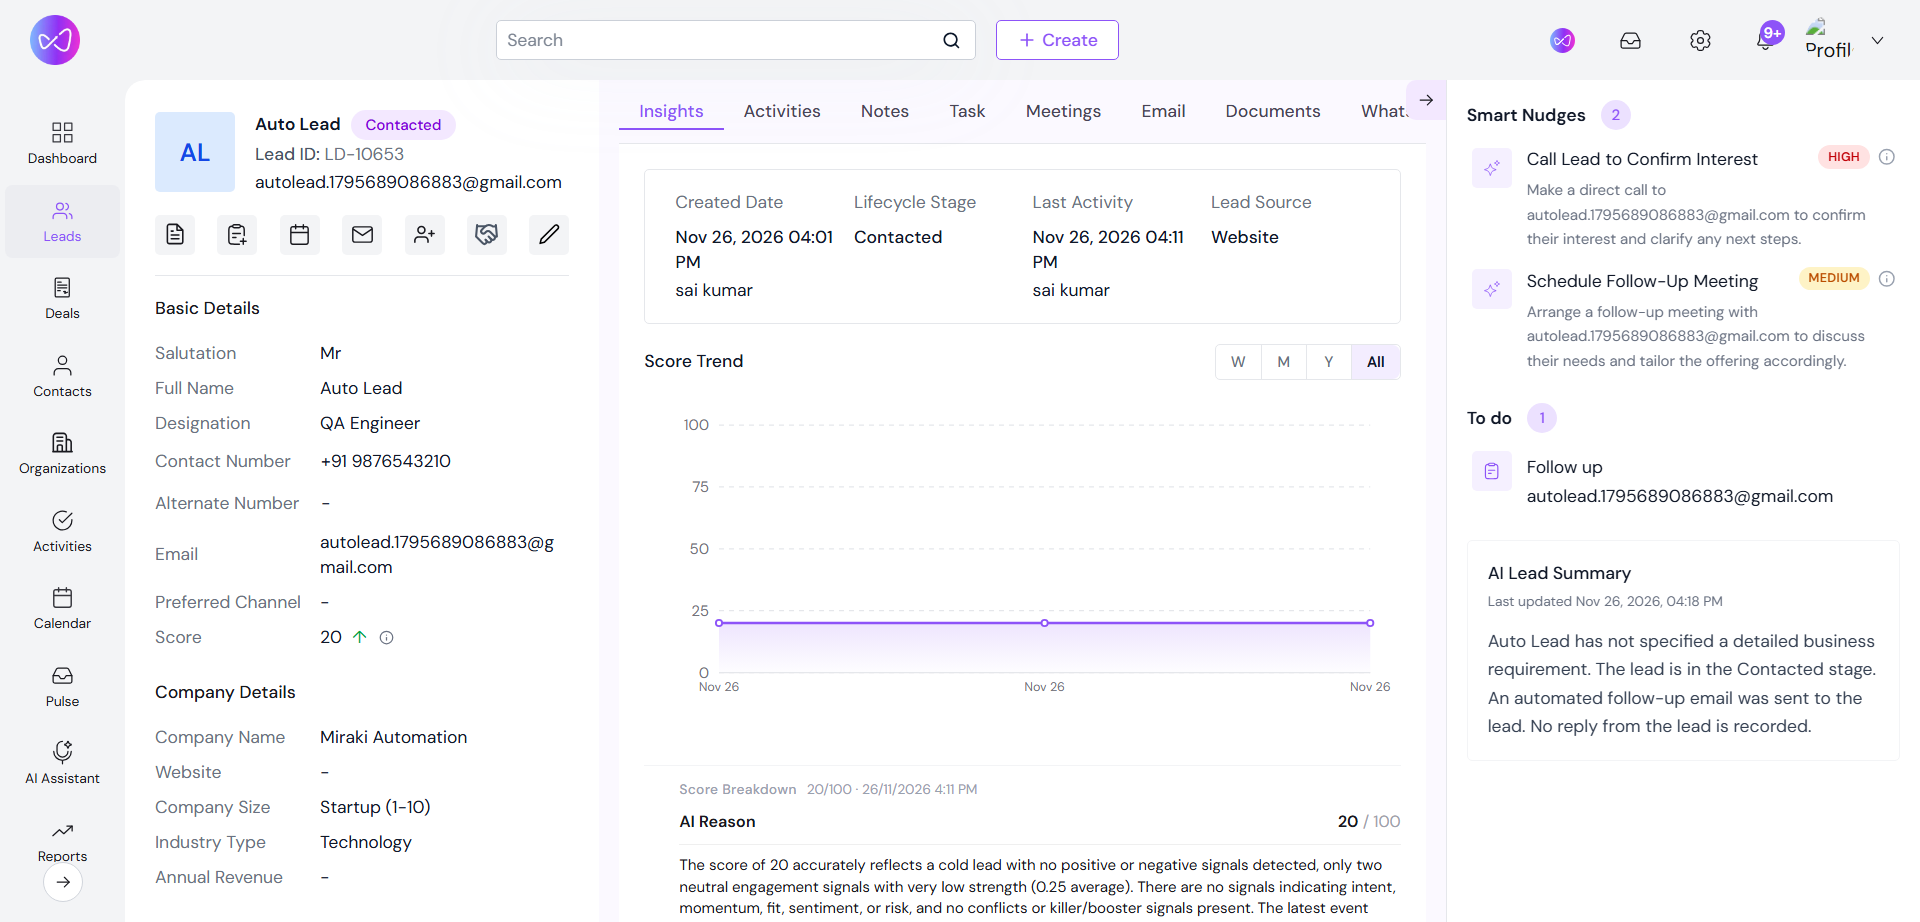 Search
+ Create
9+
Profil
Dashboard
Leads
Deals
Contacts
Organizations
Activities
Calendar
Pulse
AI Assistant
Reports
AL
Auto Lead
Contacted
Lead ID: LD-10653
autolead.1795689086883@gmail.com
Basic Details
Salutation Mr
Full Name Auto Lead
Designation QA Engineer
Contact Number +91 9876543210
Alternate Number -
Email autolead.1795689086883@g
mail.com
Preferred Channel -
Score 20
Company Details
Company Name Miraki Automation
Website -
Company Size Startup (1-10)
Industry Type Technology
Annual Revenue -
Insights Activities Notes Task Meetings Email Documents What
Created Date Lifecycle Stage Last Activity Lead Source
Nov 26, 2026 04:01 Contacted Nov 26, 2026 04:11 Website
PM PM
sai kumar sai kumar
Score Trend
W M Y All
100
75
50
25
0
Nov 26 Nov 26 Nov 26
Score Breakdown 20/100 · 26/11/2026 4:11 PM
AI Reason 20 / 100
The score of 20 accurately reflects a cold lead with no positive or negative signals detected, only two
neutral engagement signals with very low strength (0.25 average). There are no signals indicating intent,
momentum, fit, sentiment, or risk, and no conflicts or killer/booster signals present. The latest event
Smart Nudges 2
Call Lead to Confirm Interest HIGH
Make a direct call to
autolead.1795689086883@gmail.com to confirm
their interest and clarify any next steps.
Schedule Follow-Up Meeting MEDIUM
Arrange a follow-up meeting with
autolead.1795689086883@gmail.com to discuss
their needs and tailor the offering accordingly.
To do 1
Follow up
autolead.1795689086883@gmail.com
AI Lead Summary
Last updated Nov 26, 2026, 04:18 PM
Auto Lead has not specified a detailed business
requirement. The lead is in the Contacted stage.
An automated follow-up email was sent to the
lead. No reply from the lead is recorded.